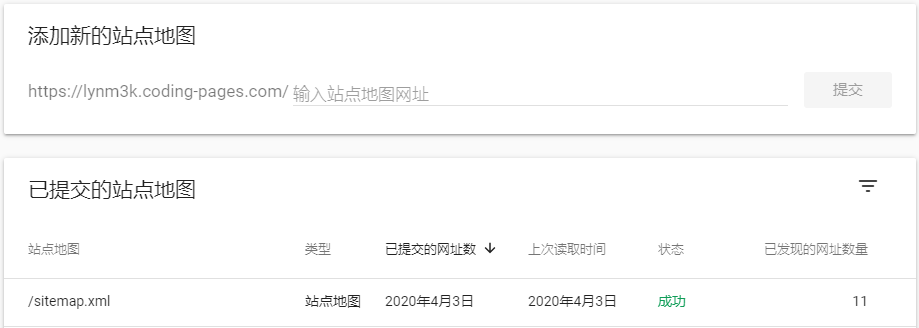 添加新的站点地图
https://lynm3k.coding-pages.com/ 输入站点地图网址 提交
已提交的站点地图
站点地图 类型 已提交的网址数 上次读取时间 状态 已发现的网址数量
/sitemap.xml 站点地图 2020年4月3日 2020年4月3日 成功 11